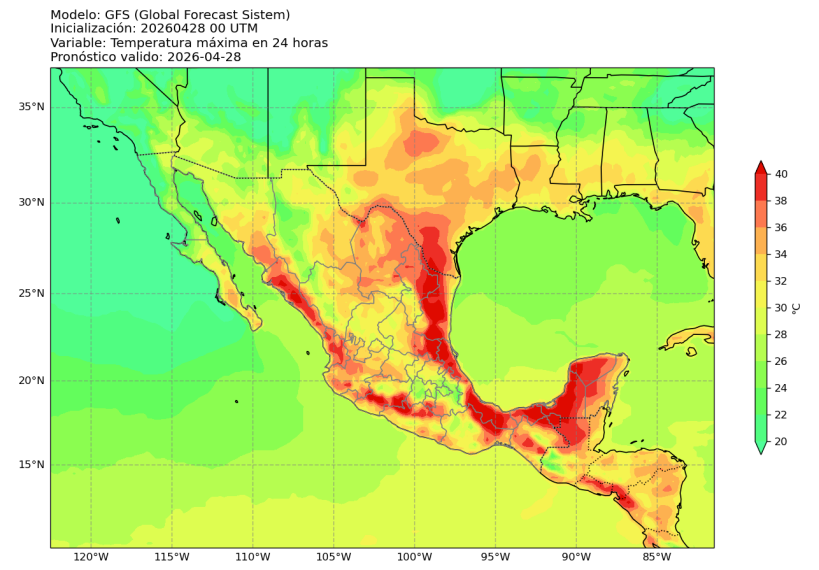 Modelo: GFS (Global Forecast Sistem)
Inicialización: 20260428 00 UTM
Variable: Temperatura máxima en 24 horas
Pronóstico valido: 2026-04-28
35°N
30°N
25°N
20°N
15°N
120°W
115°W
110°W
105°W
100°W
95°W
90°W
85°W
40
38
36
34
32
30
28
26
24
22
20
°C